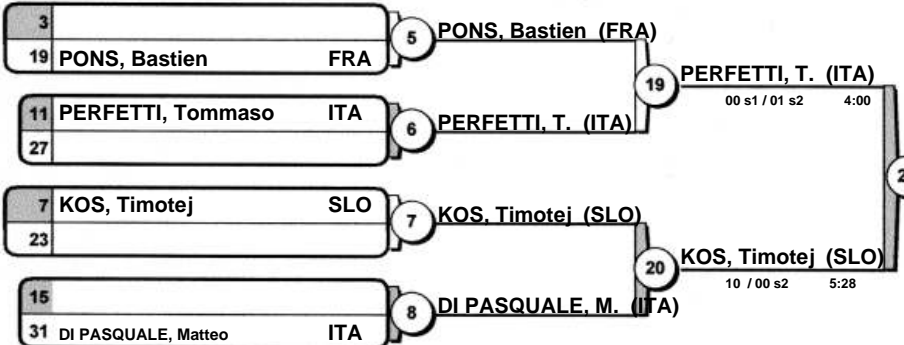 3
19 PONS, Bastien FRA
5
PONS, Bastien (FRA)
11 PERFETTI, Tommaso ITA
27
6
PERFETTI, T. (ITA)
19
PERFETTI, T. (ITA)
00 s1 / 01 s2 4:00
7 KOS, Timotej SLO
23
7
KOS, Timotej (SLO)
15
31 DI PASQUALE, Matteo ITA
8
DI PASQUALE, M. (ITA)
20
KOS, Timotej (SLO)
10 / 00 s2 5:28